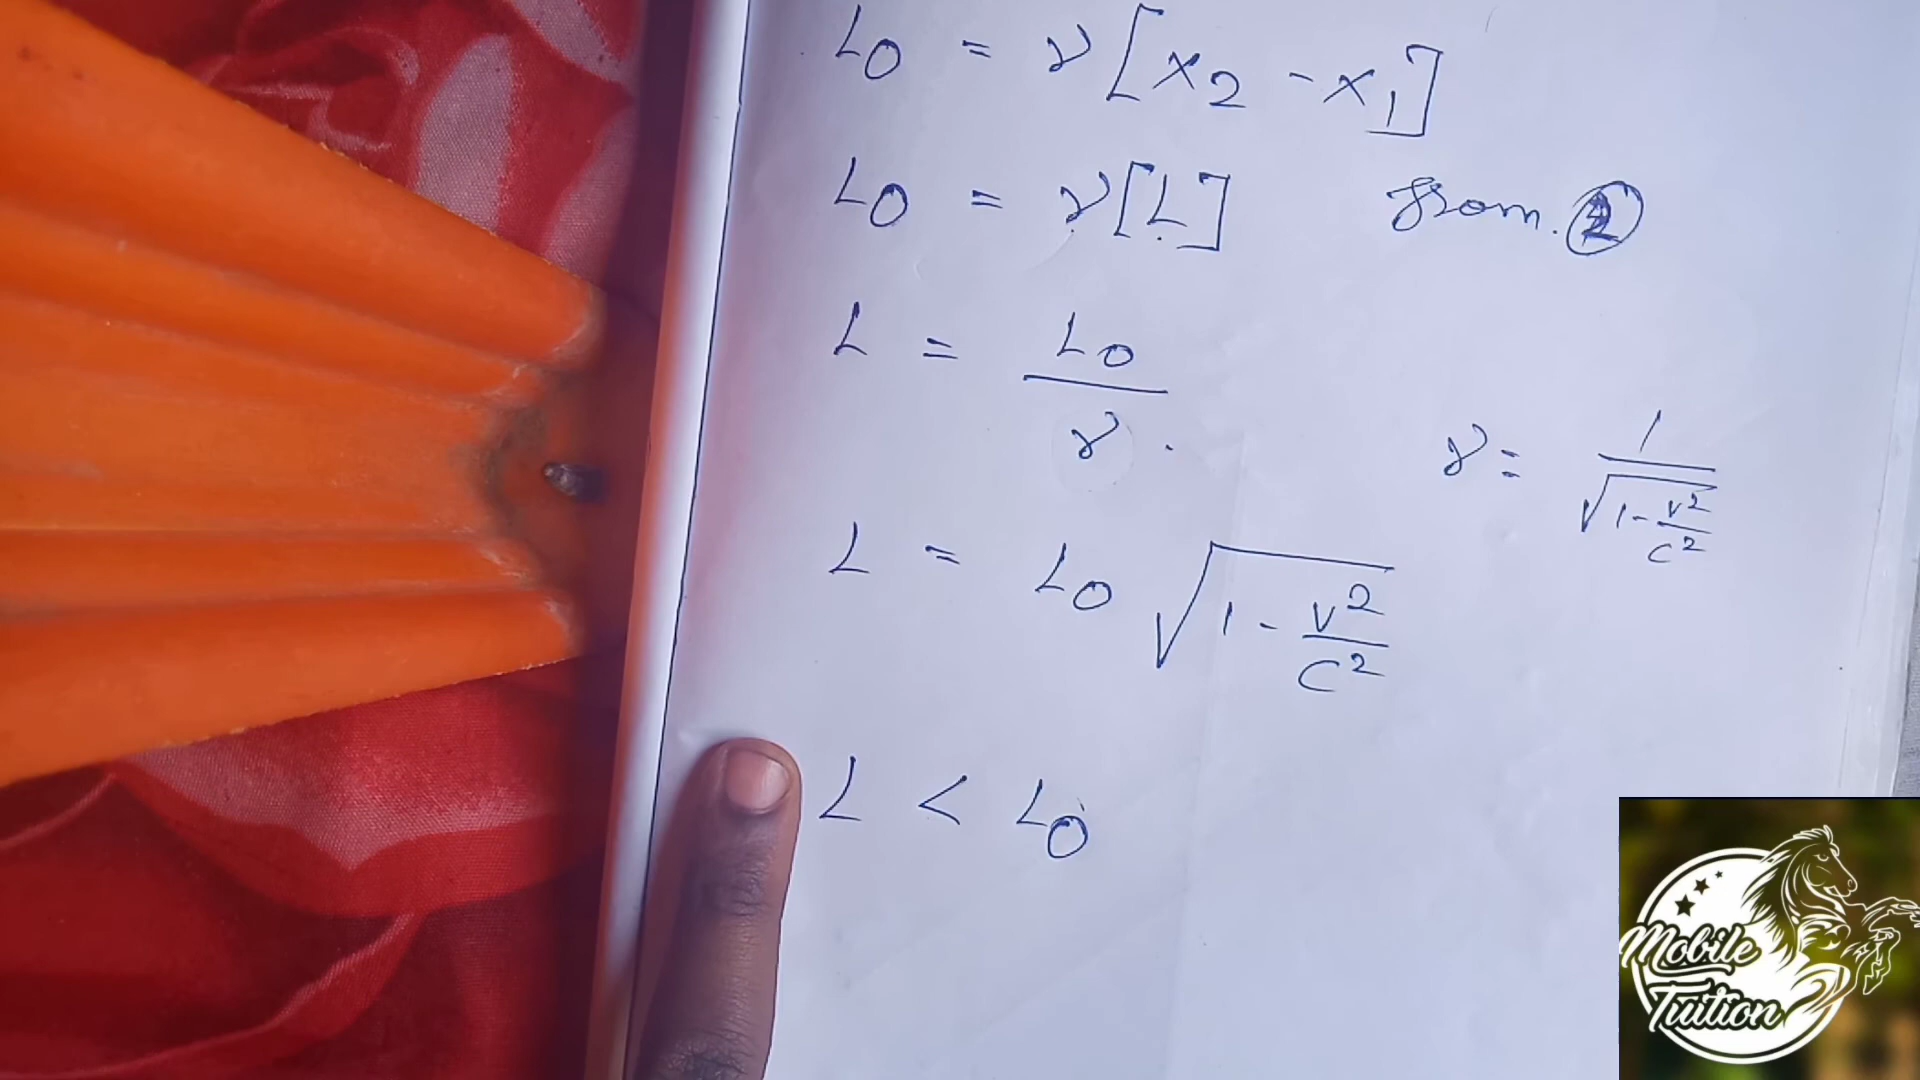 L₀ = γ[x₂ - x₁]
L₀ = γ[L] from. ②
L = L₀/γ.
γ = 1/√(1 - v²/c²)
L = L₀ √(1 - v²/c²)
L < L₀
Mobile
Tuition